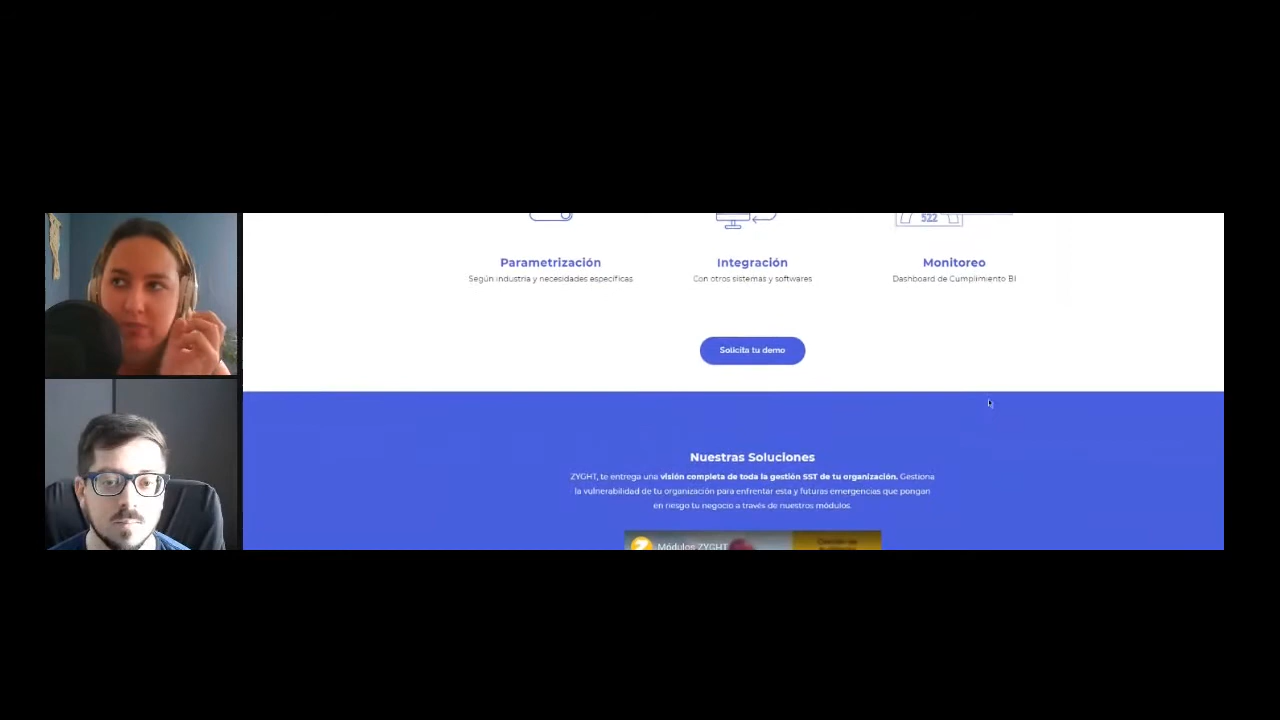 522
Parametrización
Integración
Monitoreo
Según industria y necesidades específicas
Con otros sistemas y softwares
Dashboard de Cumplimiento BI
Solicita tu demo
Nuestras Soluciones
ZYGHT, te entrega una visión completa de toda la gestión SST de tu organización. Gestiona
la vulnerabilidad de tu organización para enfrentar esta y futuras emergencias que pongan
en riesgo tu negocio a través de nuestros módulos.
Módulos ZYGHT